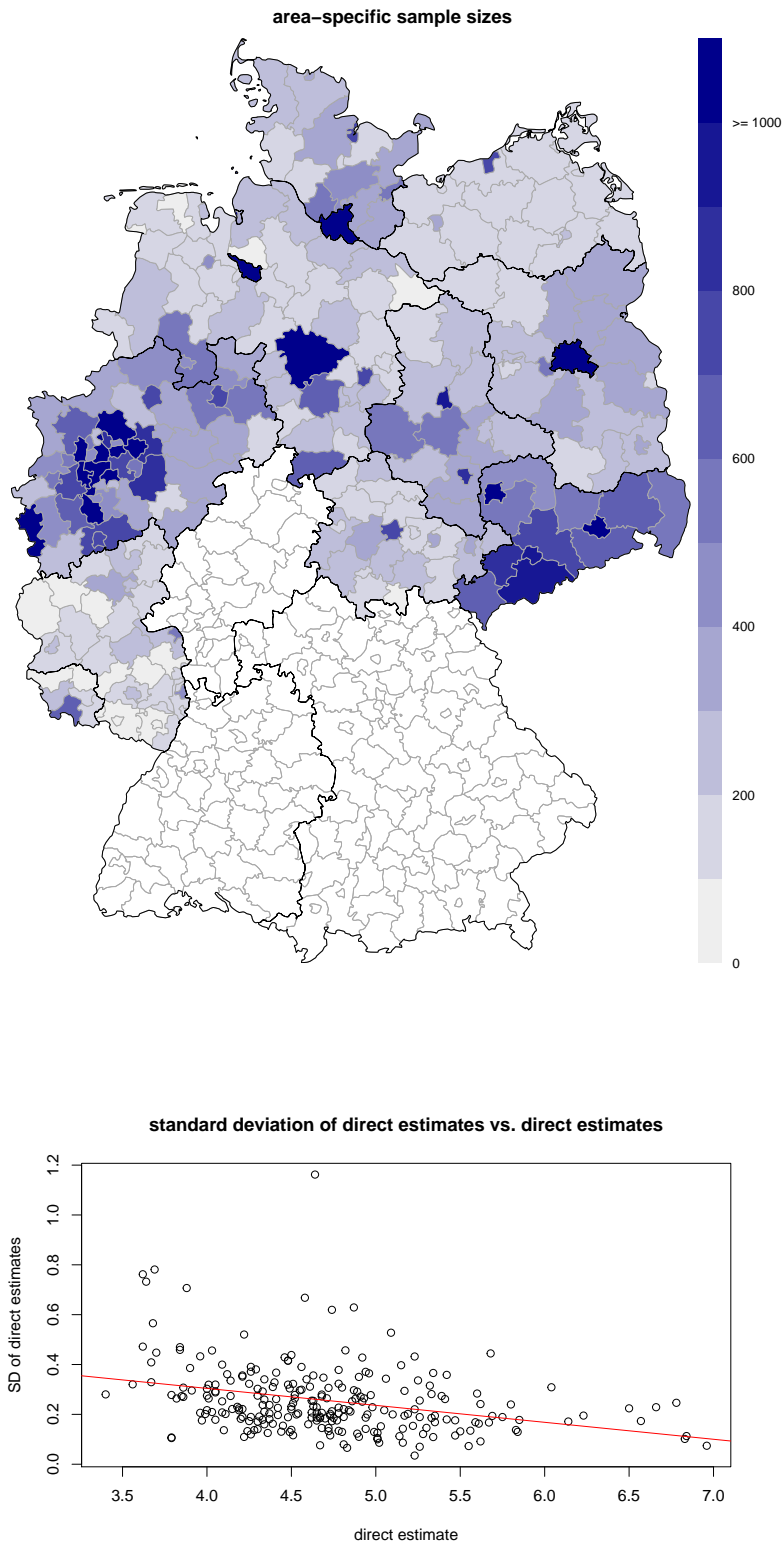 area−specific sample sizes
>= 1000
800
600
400
200
0
standard deviation of direct estimates vs. direct estimates
1.2
1.0
0.8
0.6
0.4
0.2
0.0
SD of direct estimates
3.5 4.0 4.5 5.0 5.5 6.0 6.5 7.0
direct estimate